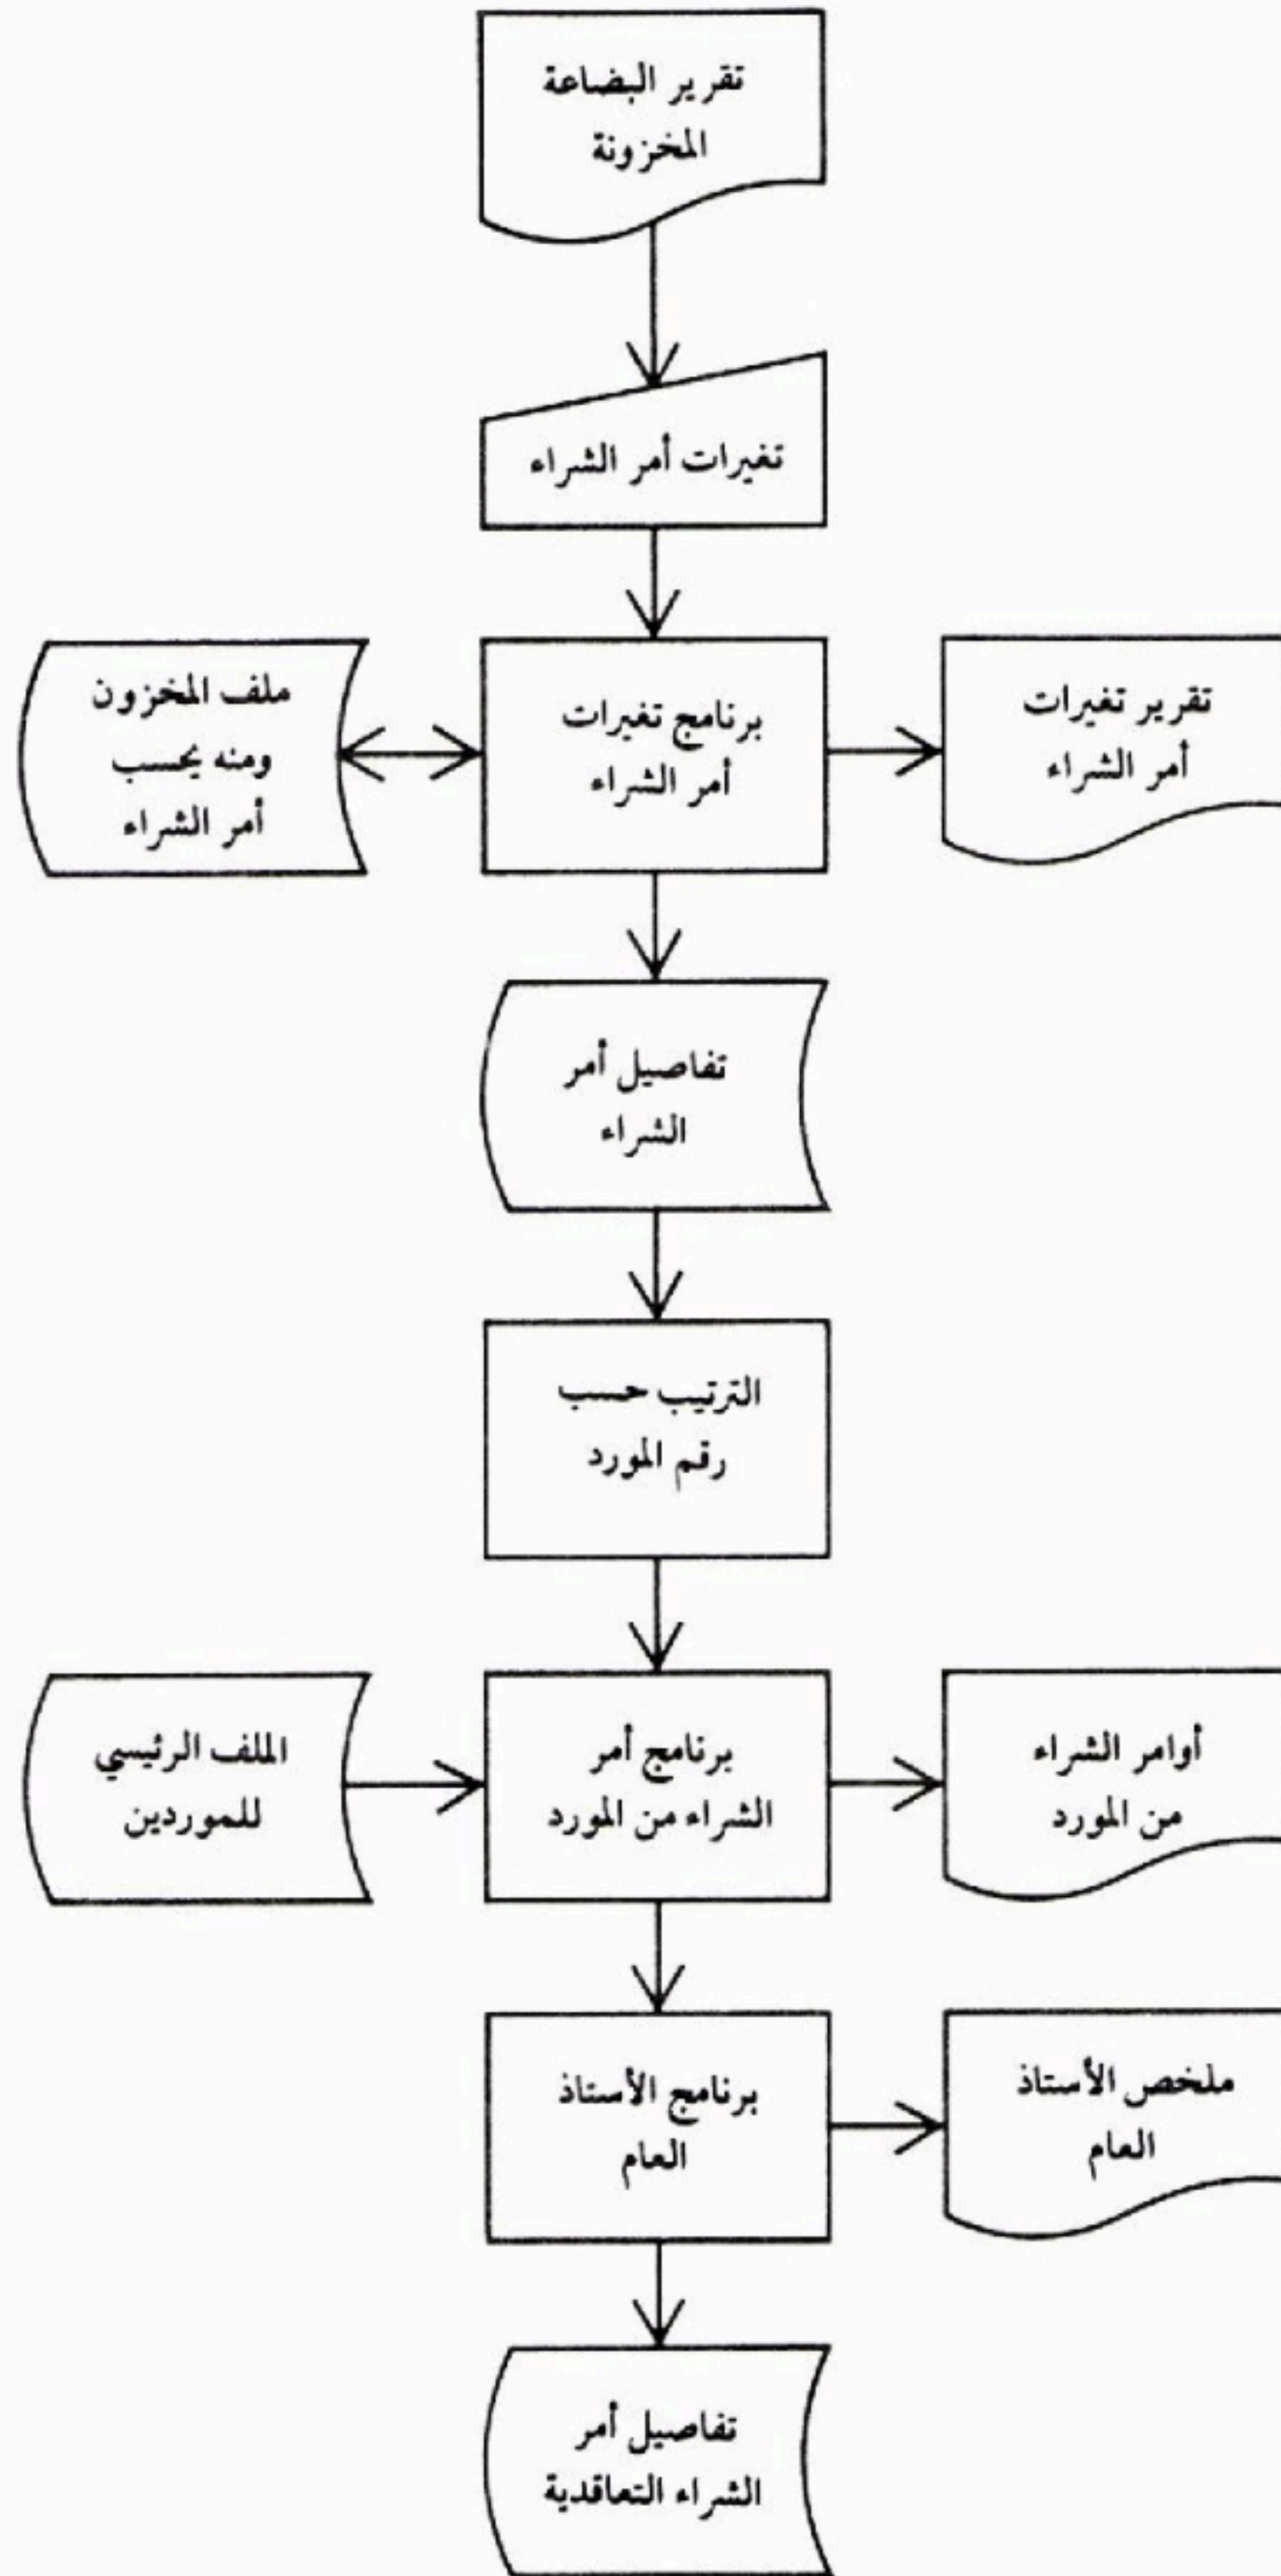 تقرير البضاعة
المخزونة
تغيرات أمر الشراء
تقرير تغيرات
أمر الشراء
برنامج تغيرات
أمر الشراء
ملف المخزون
ومنه يحسب
أمر الشراء
تفاصيل أمر
الشراء
الترتيب حسب
رقم المورد
أوامر الشراء
من المورد
برنامج أمر
الشراء من المورد
الملف الرئيسي
للموردين
ملخص الأستاذ
العام
برنامج الأستاذ
العام
تفاصيل أمر
الشراء التعاقدية